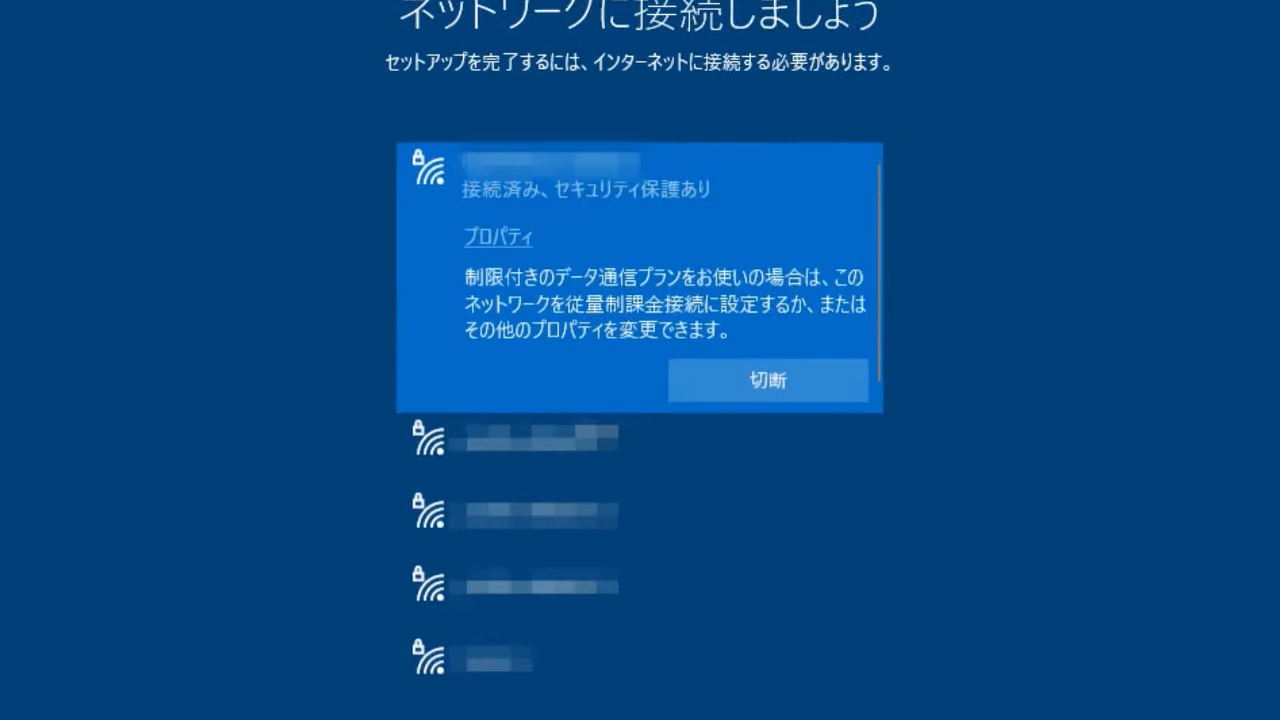 ネットワークに接続しましょう
セットアップを完了するには、インターネットに接続する必要があります。
接続済み、セキュリティ保護あり
プロパティ
制限付きのデータ通信プランをお使いの場合は、この
ネットワークを従量制課金接続に設定するか、または
その他のプロパティを変更できます。
切断